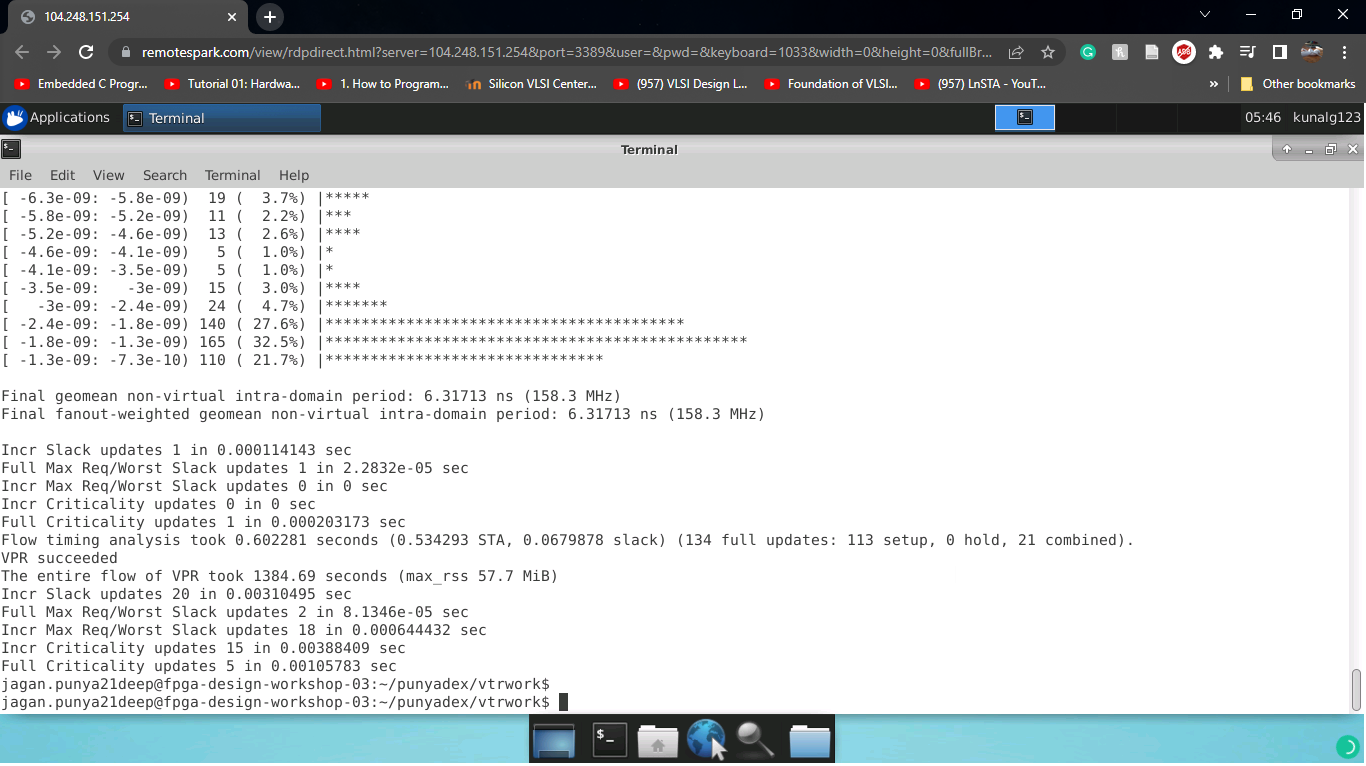 104.248.151.254
remotespark.com/view/rdpdirect.html?server=104.248.151.254&port=3389&user=&pwd=&keyboard=1033&width=0&height=0&fullBr...
Embedded C Progr... Tutorial 01: Hardwa... 1. How to Program... Silicon VLSI Center... (957) VLSI Design L... Foundation of VLSI... (957) LnSTA - YouT... » Other bookmarks
Applications Terminal 05:46 kunalg123
Terminal
File Edit View Search Terminal Help
[ -6.3e-09: -5.8e-09)  19 (  3.7%) |*****
[ -5.8e-09: -5.2e-09)  11 (  2.2%) |***
[ -5.2e-09: -4.6e-09)  13 (  2.6%) |****
[ -4.6e-09: -4.1e-09)   5 (  1.0%) |*
[ -4.1e-09: -3.5e-09)   5 (  1.0%) |*
[ -3.5e-09:   -3e-09)  15 (  3.0%) |****
[   -3e-09: -2.4e-09)  24 (  4.7%) |*******
[ -2.4e-09: -1.8e-09) 140 ( 27.6%) |****************************************
[ -1.8e-09: -1.3e-09) 165 ( 32.5%) |***********************************************
[ -1.3e-09: -7.3e-10) 110 ( 21.7%) |*******************************
Final geomean non-virtual intra-domain period: 6.31713 ns (158.3 MHz)
Final fanout-weighted geomean non-virtual intra-domain period: 6.31713 ns (158.3 MHz)
Incr Slack updates 1 in 0.000114143 sec
Full Max Req/Worst Slack updates 1 in 2.2832e-05 sec
Incr Max Req/Worst Slack updates 0 in 0 sec
Incr Criticality updates 0 in 0 sec
Full Criticality updates 1 in 0.000203173 sec
Flow timing analysis took 0.602281 seconds (0.534293 STA, 0.0679878 slack) (134 full updates: 113 setup, 0 hold, 21 combined).
VPR succeeded
The entire flow of VPR took 1384.69 seconds (max_rss 57.7 MiB)
Incr Slack updates 20 in 0.00310495 sec
Full Max Req/Worst Slack updates 2 in 8.1346e-05 sec
Incr Max Req/Worst Slack updates 18 in 0.000644432 sec
Incr Criticality updates 15 in 0.00388409 sec
Full Criticality updates 5 in 0.00105783 sec
jagan.punya21deep@fpga-design-workshop-03:~/punyadex/vtrwork$
jagan.punya21deep@fpga-design-workshop-03:~/punyadex/vtrwork$